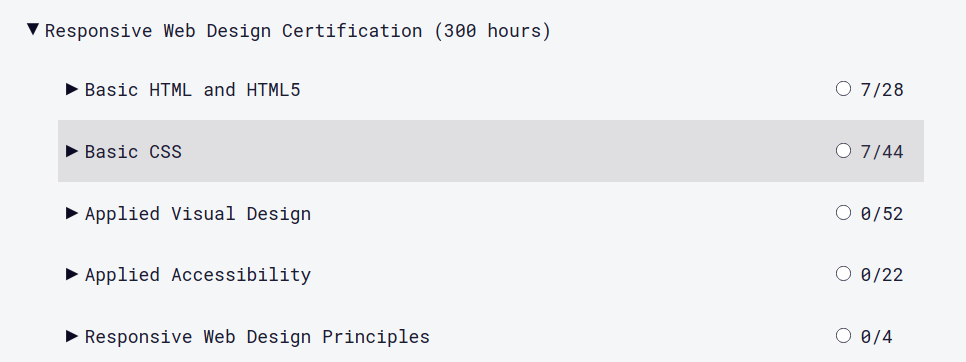 Responsive Web Design Certification (300 hours)
Basic HTML and HTML5 7/28
Basic CSS 7/44
Applied Visual Design 0/52
Applied Accessibility 0/22
Responsive Web Design Principles 0/4